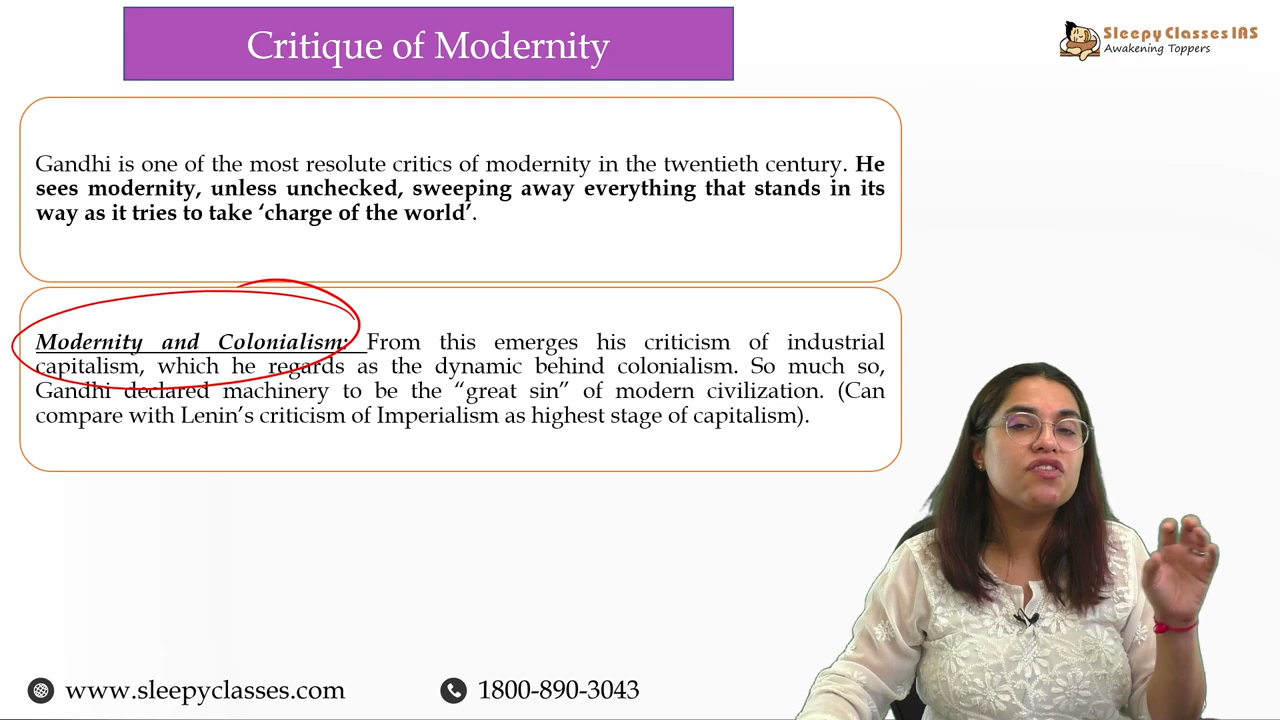 Critique of Modernity
Sleepy Classes IAS
Awakening Toppers
Gandhi is one of the most resolute critics of modernity in the twentieth century. He
sees modernity, unless unchecked, sweeping away everything that stands in its
way as it tries to take ‘charge of the world’.
Modernity and Colonialism: From this emerges his criticism of industrial
capitalism, which he regards as the dynamic behind colonialism. So much so,
Gandhi declared machinery to be the “great sin” of modern civilization. (Can
compare with Lenin’s criticism of Imperialism as highest stage of capitalism).
www.sleepyclasses.com
1800-890-3043